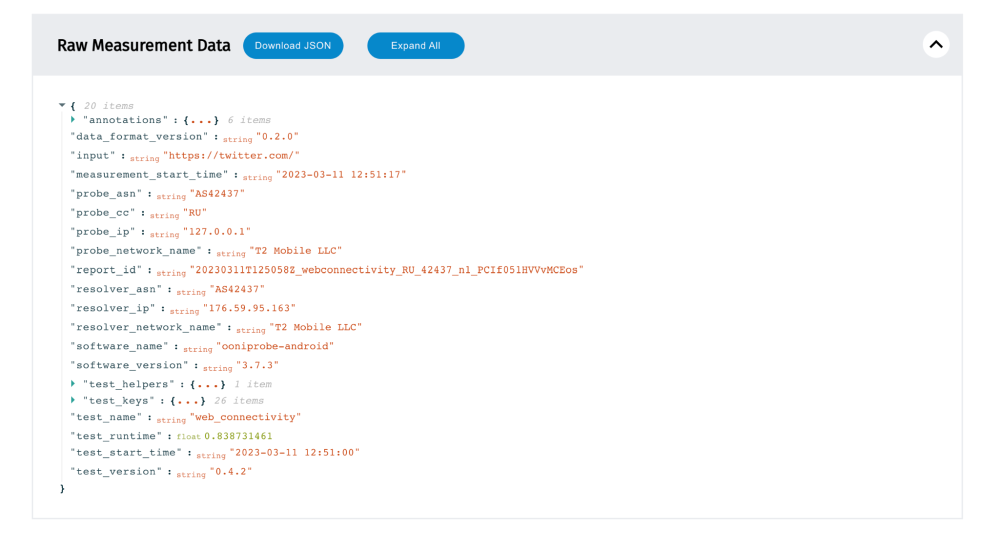 Raw Measurement Data Download JSON Expand All
{ 20 items
"annotations" : {...} 6 items
"data_format_version" : string "0.2.0"
"input" : string "https://twitter.com/"
"measurement_start_time" : string "2023-03-11 12:51:17"
"probe_asn" : string "AS42437"
"probe_cc" : string "RU"
"probe_ip" : string "127.0.0.1"
"probe_network_name" : string "T2 Mobile LLC"
"report_id" : string "20230311T125058Z_webconnectivity_RU_42437_n1_PCIf051HVVvMCEos"
"resolver_asn" : string "AS42437"
"resolver_ip" : string "176.59.95.163"
"resolver_network_name" : string "T2 Mobile LLC"
"software_name" : string "ooniprobe-android"
"software_version" : string "3.7.3"
"test_helpers" : {...} 1 item
"test_keys" : {...} 26 items
"test_name" : string "web_connectivity"
"test_runtime" : float 0.838731461
"test_start_time" : string "2023-03-11 12:51:00"
"test_version" : string "0.4.2"
}